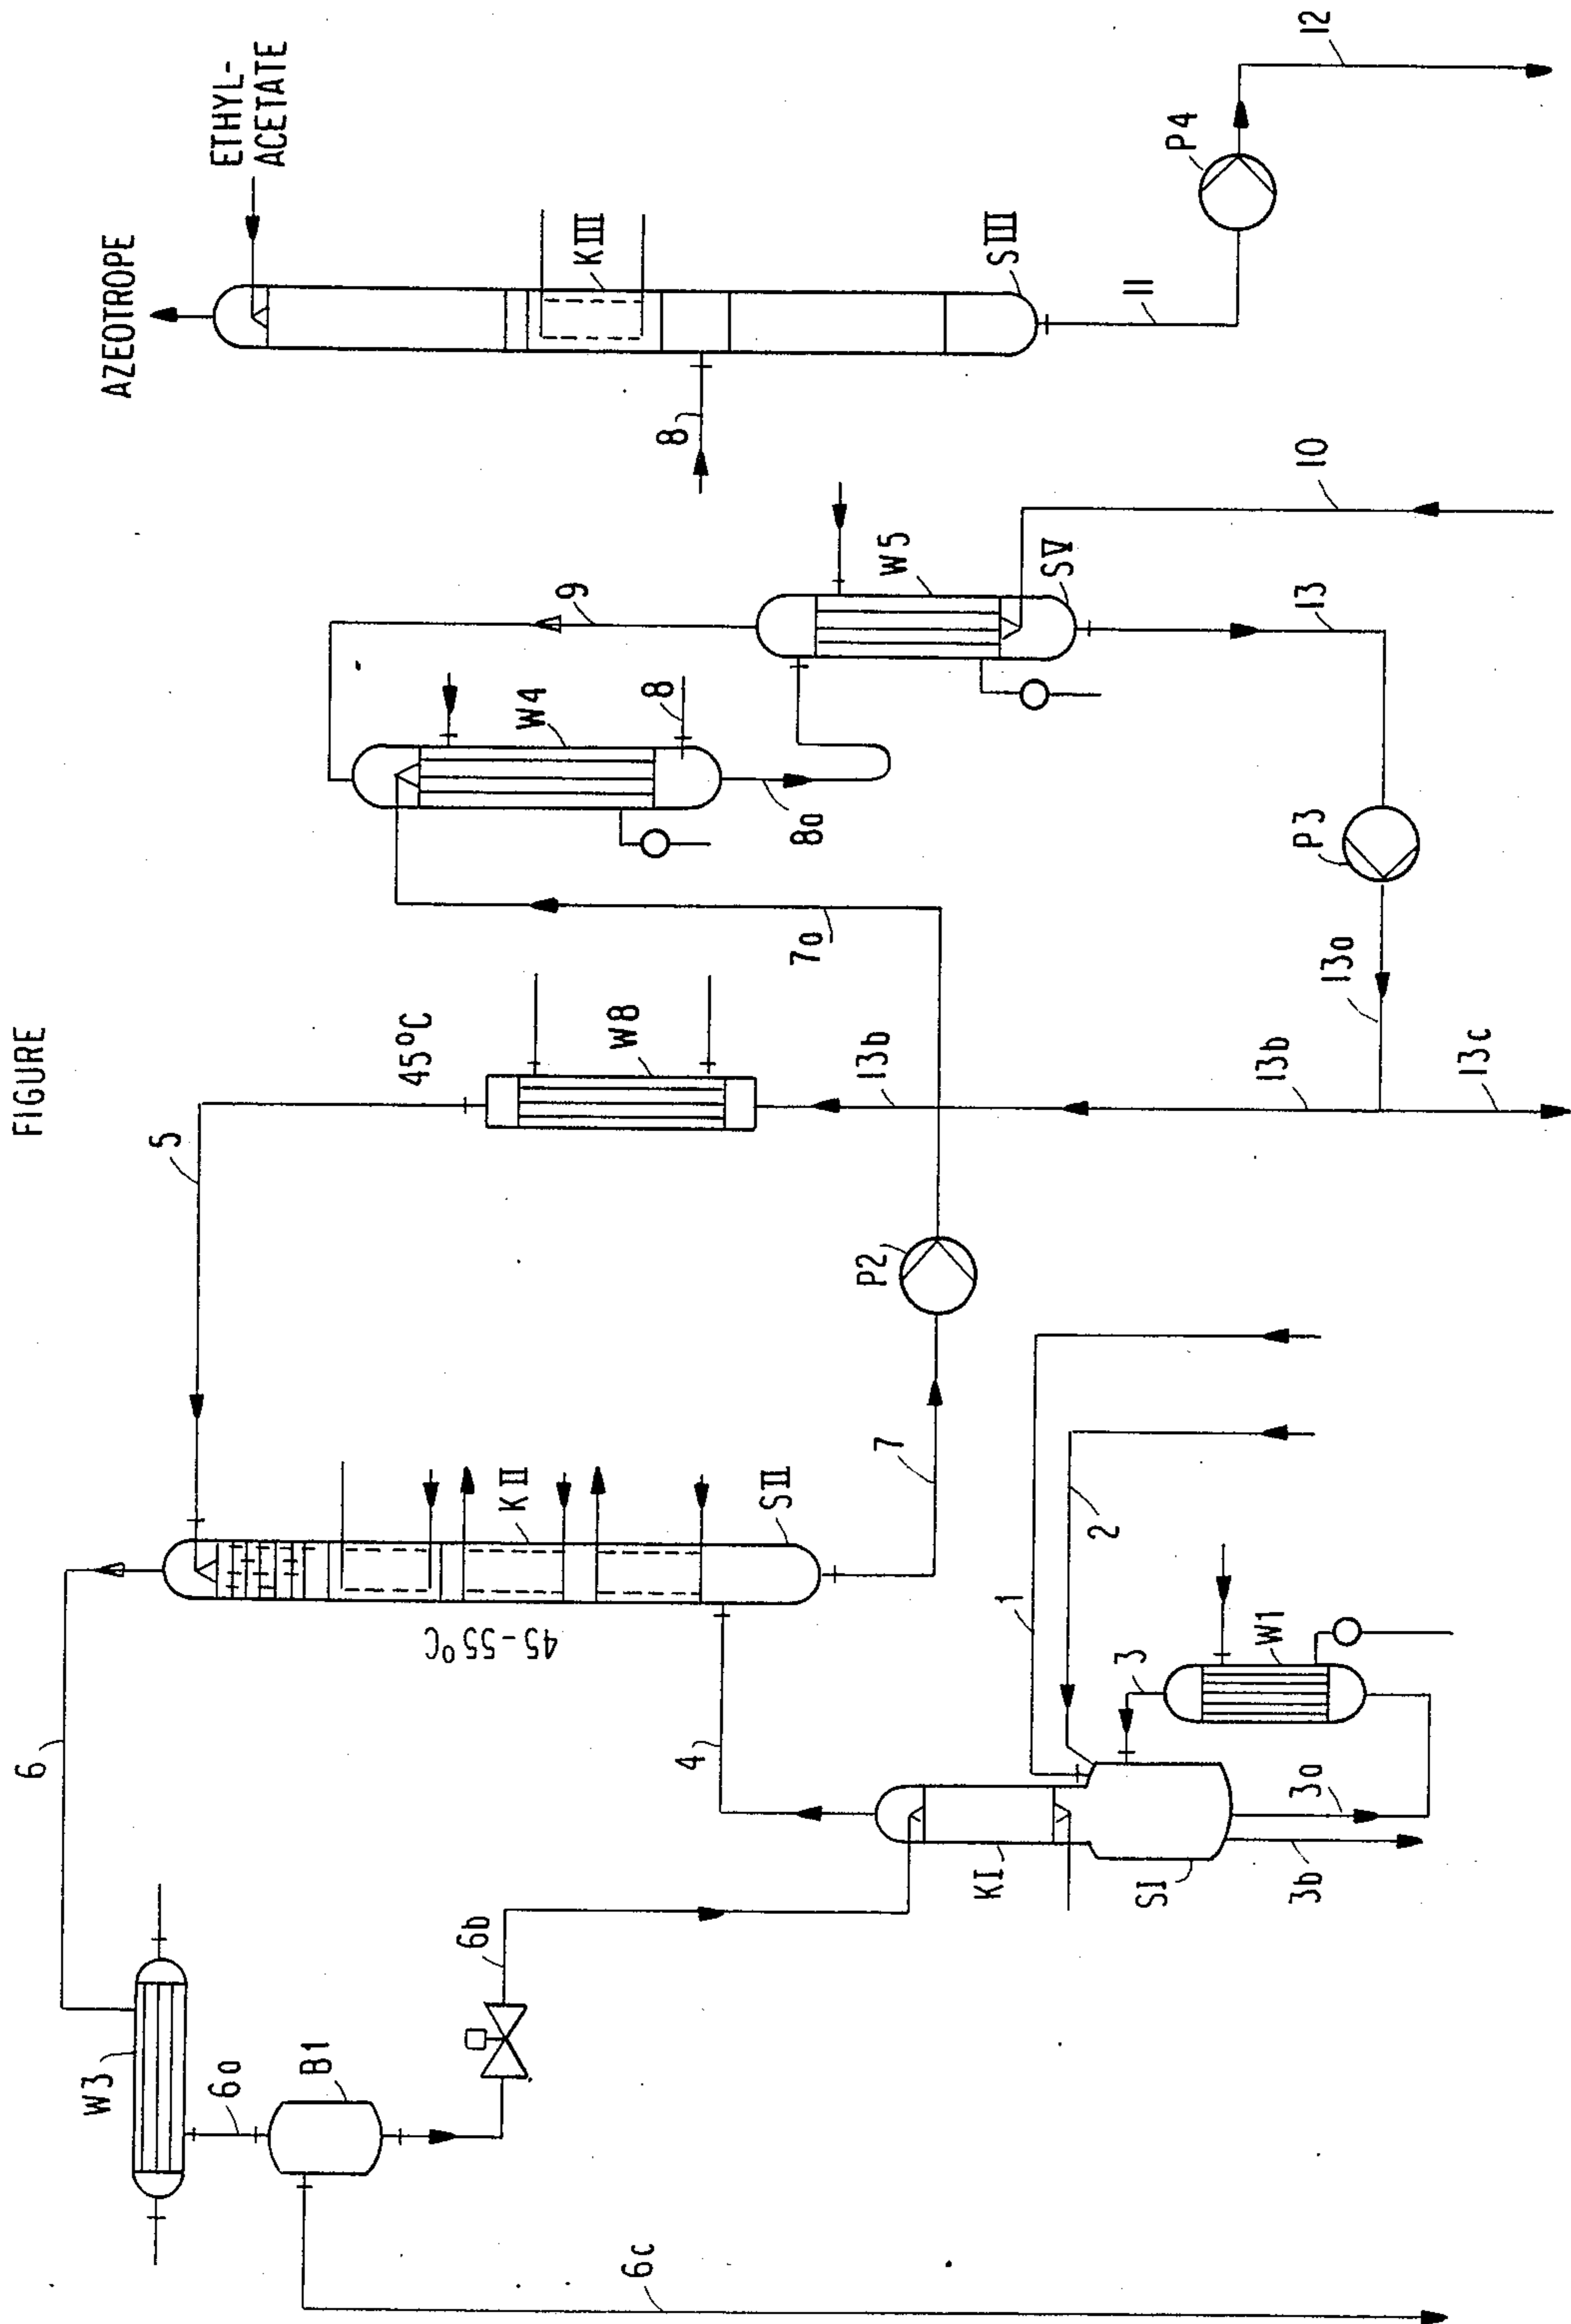 FIGURE
6
W3
6a
B1
6c
6b
45-55°C
KII
SII
5
45°C
W8
13b
4
KI
SI
3b
3a
3
W1
1
2
7
P2
7a
W4
8
8a
9
W5
SV
10
13
P3
13a
13b
13c
AZEOTROPE
ETHYL-
ACETATE
KIII
8
SIII
11
P4
12